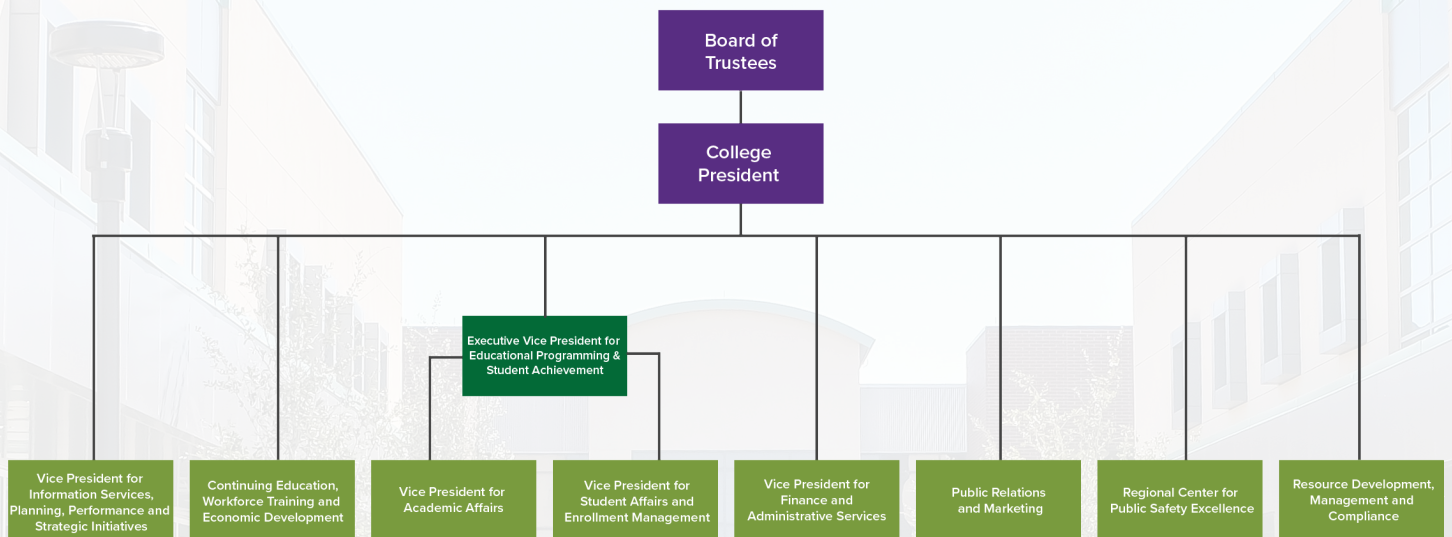 Board of
Trustees
College
President
Executive Vice President for
Educational Programming &
Student Achievement
Vice President for
Information Services,
Planning, Performance and
Strategic Initiatives
Continuing Education,
Workforce Training and
Economic Development
Vice President for
Academic Affairs
Vice President for
Student Affairs and
Enrollment Management
Vice President for
Finance and
Administrative Services
Public Relations
and Marketing
Regional Center for
Public Safety Excellence
Resource Development,
Management and
Compliance